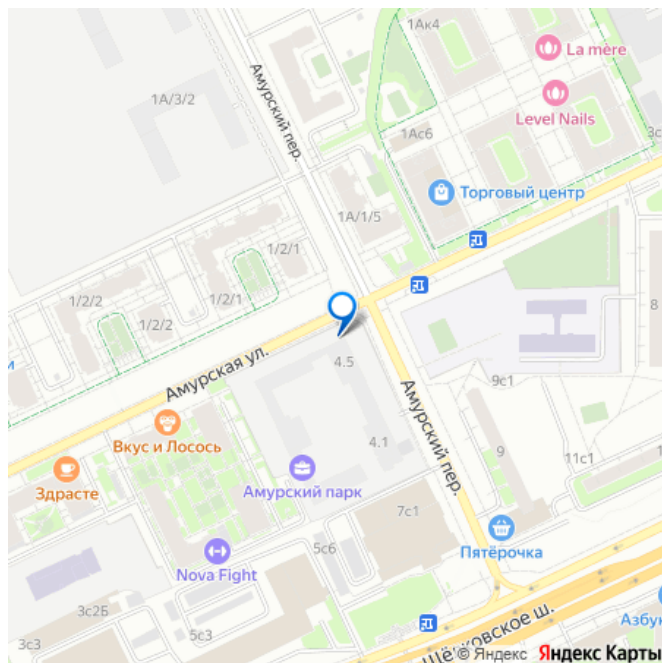 1Ак4
La mère
Амурский пер.
1А/3/2
Level Nails
1Ас6
3с
Торговый центр
1А/1/5
1/2/1
1/2/2
1/2/1
1/2/2
и
8
Амурская ул.
4.5
Амурский пер.
9с1
Вкус и Лосось
4.1
9
11с1
1
Здрасте
Амурский парк
7с1
Пятёрочка
5с6
Nova Fight
3с2Б
Азбук
5с3
3с3
Щёлковское ш.
© Яндекс Яндекс Карты